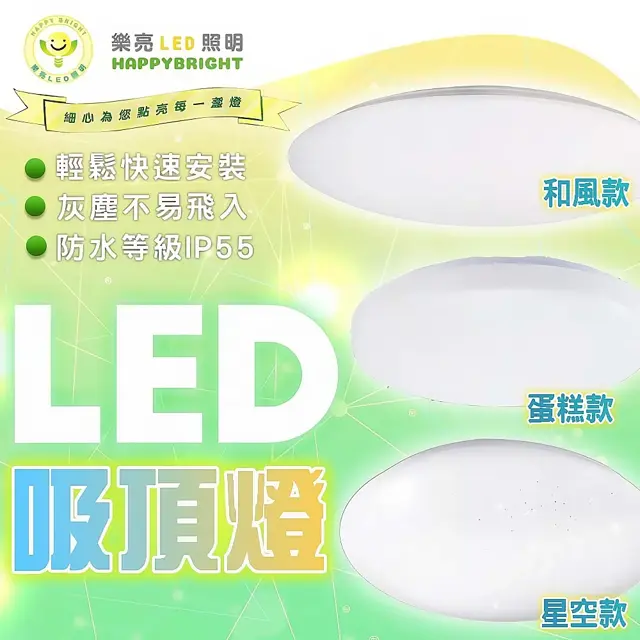 HAPPY BRIGHT
樂亮LED照明
樂亮LED照明
HAPPYBRIGHT
細心為您點亮每一盞燈
輕鬆快速安裝
灰塵不易飛入
防水等級IP55
和風款
LED
蛋糕款
吸頂燈
星空款